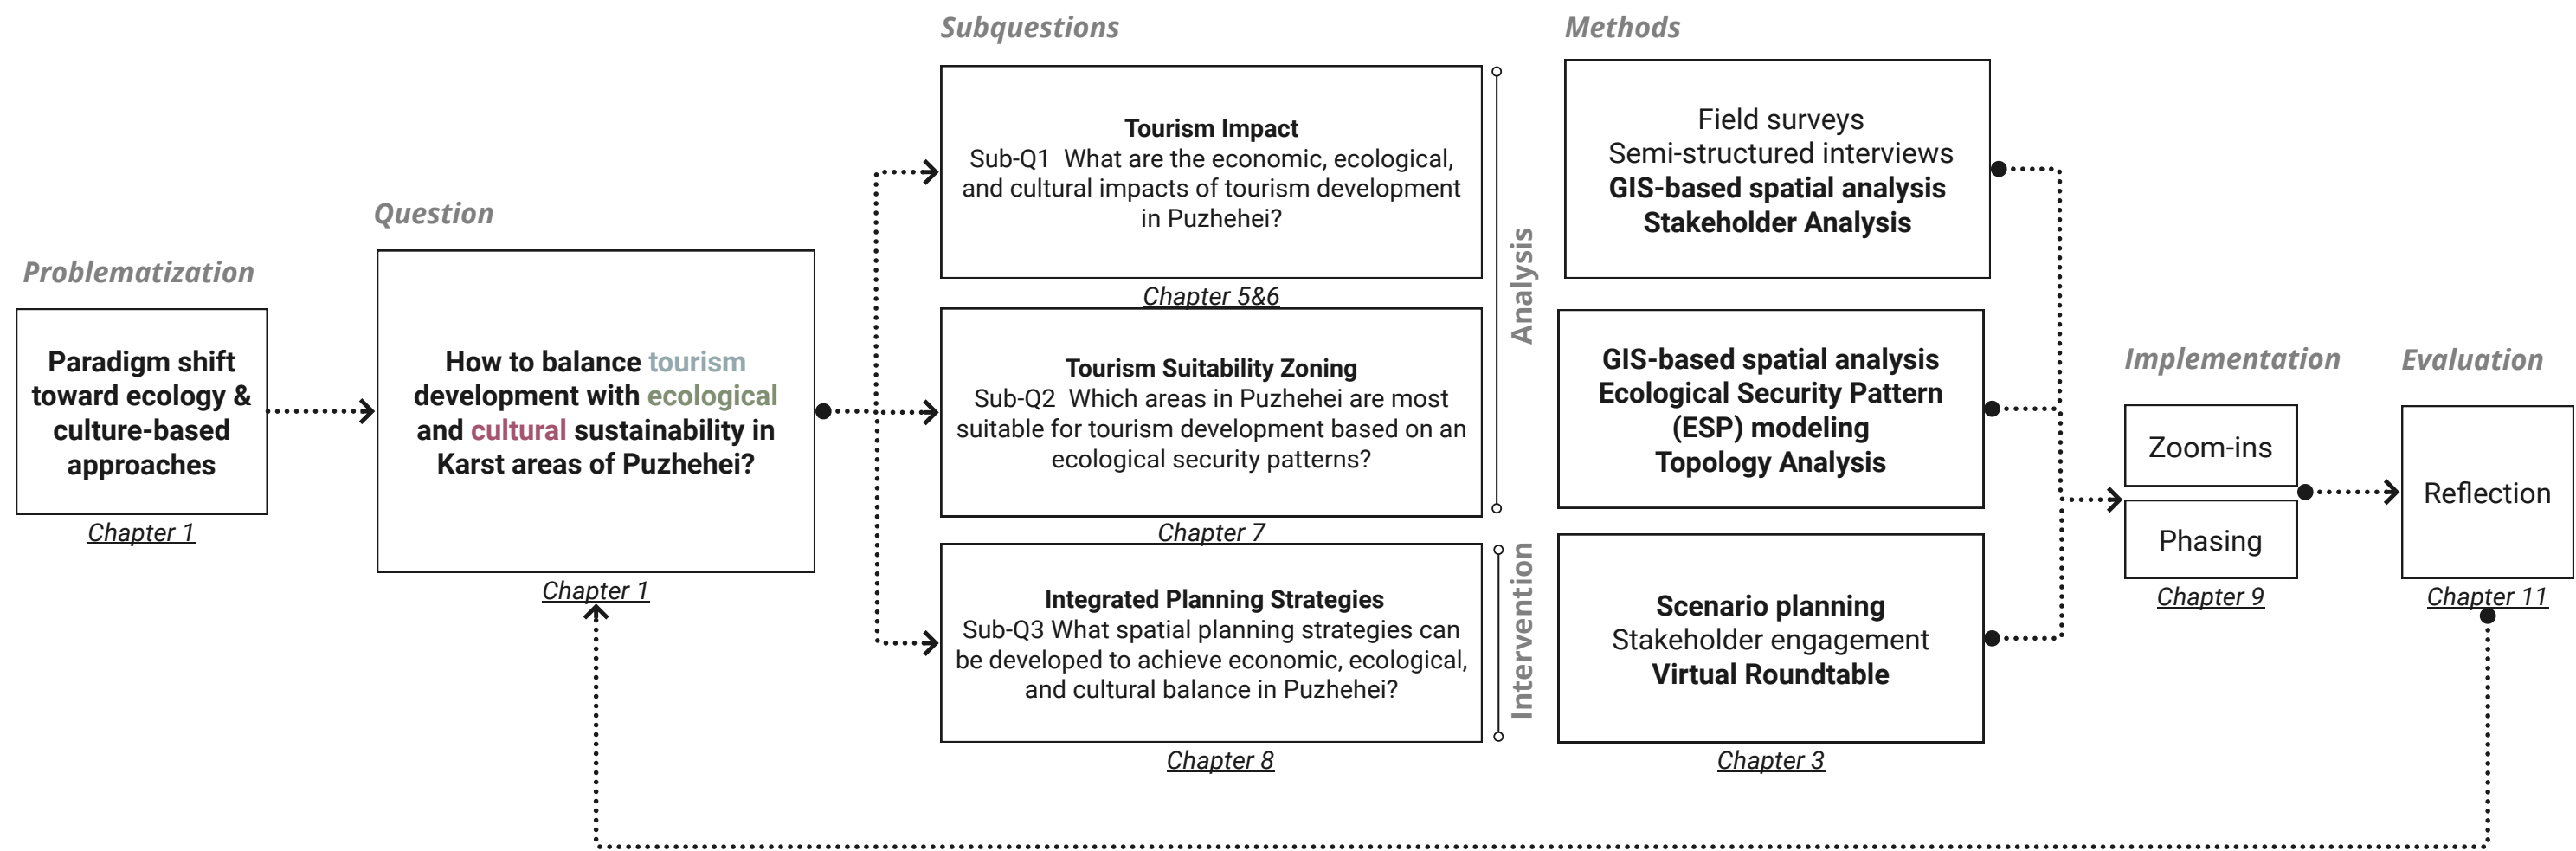 Problematization
Paradigm shift
toward ecology &
culture-based
approaches
Chapter 1
Question
How to balance tourism
development with ecological
and cultural sustainability in
Karst areas of Puzhehei?
Chapter 1
Subquestions
Tourism Impact
Sub-Q1 What are the economic, ecological,
and cultural impacts of tourism development
in Puzhehei?
Chapter 5&6
Tourism Suitability Zoning
Sub-Q2 Which areas in Puzhehei are most
suitable for tourism development based on an
ecological security patterns?
Chapter 7
Integrated Planning Strategies
Sub-Q3 What spatial planning strategies can
be developed to achieve economic, ecological,
and cultural balance in Puzhehei?
Chapter 8
Analysis
Intervention
Methods
Field surveys
Semi-structured interviews
GIS-based spatial analysis
Stakeholder Analysis
GIS-based spatial analysis
Ecological Security Pattern
(ESP) modeling
Topology Analysis
Scenario planning
Stakeholder engagement
Virtual Roundtable
Chapter 3
Implementation
Zoom-ins
Phasing
Chapter 9
Evaluation
Reflection
Chapter 11